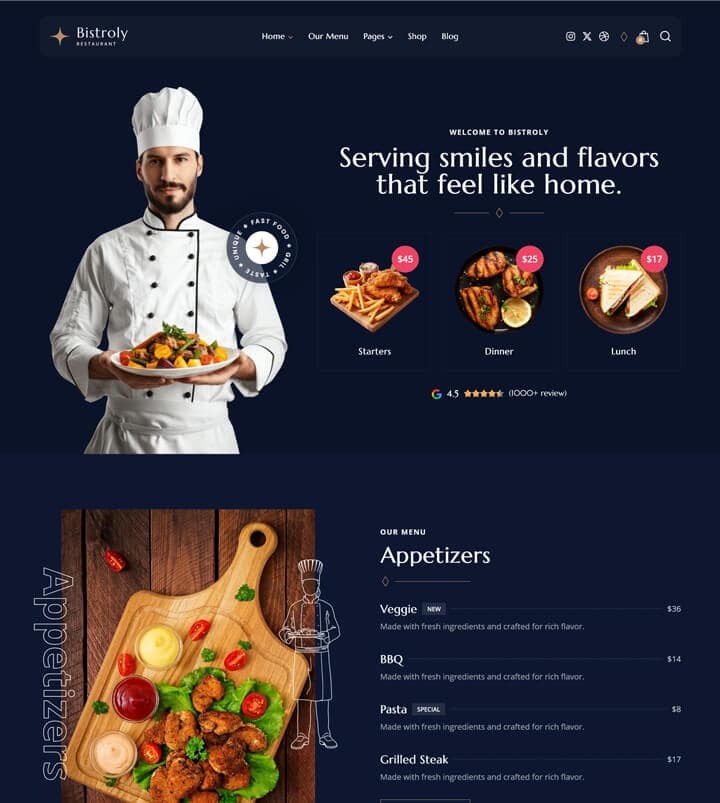 Bistroly
RESTAURANT
Home
Our Menu
Pages
Shop
Blog
0
WELCOME TO BISTROLY
Serving smiles and flavors
that feel like home.
FAST FOOD ✦ GRIL ✦ TASTE ✦ UNIQUE ✦
$45
$25
$17
Starters
Dinner
Lunch
4.5 (1000+ review)
Appetizers
OUR MENU
Appetizers
Veggie NEW $36
Made with fresh ingredients and crafted for rich flavor.
BBQ $14
Made with fresh ingredients and crafted for rich flavor.
Pasta SPECIAL $8
Made with fresh ingredients and crafted for rich flavor.
Grilled Steak $17
Made with fresh ingredients and crafted for rich flavor.